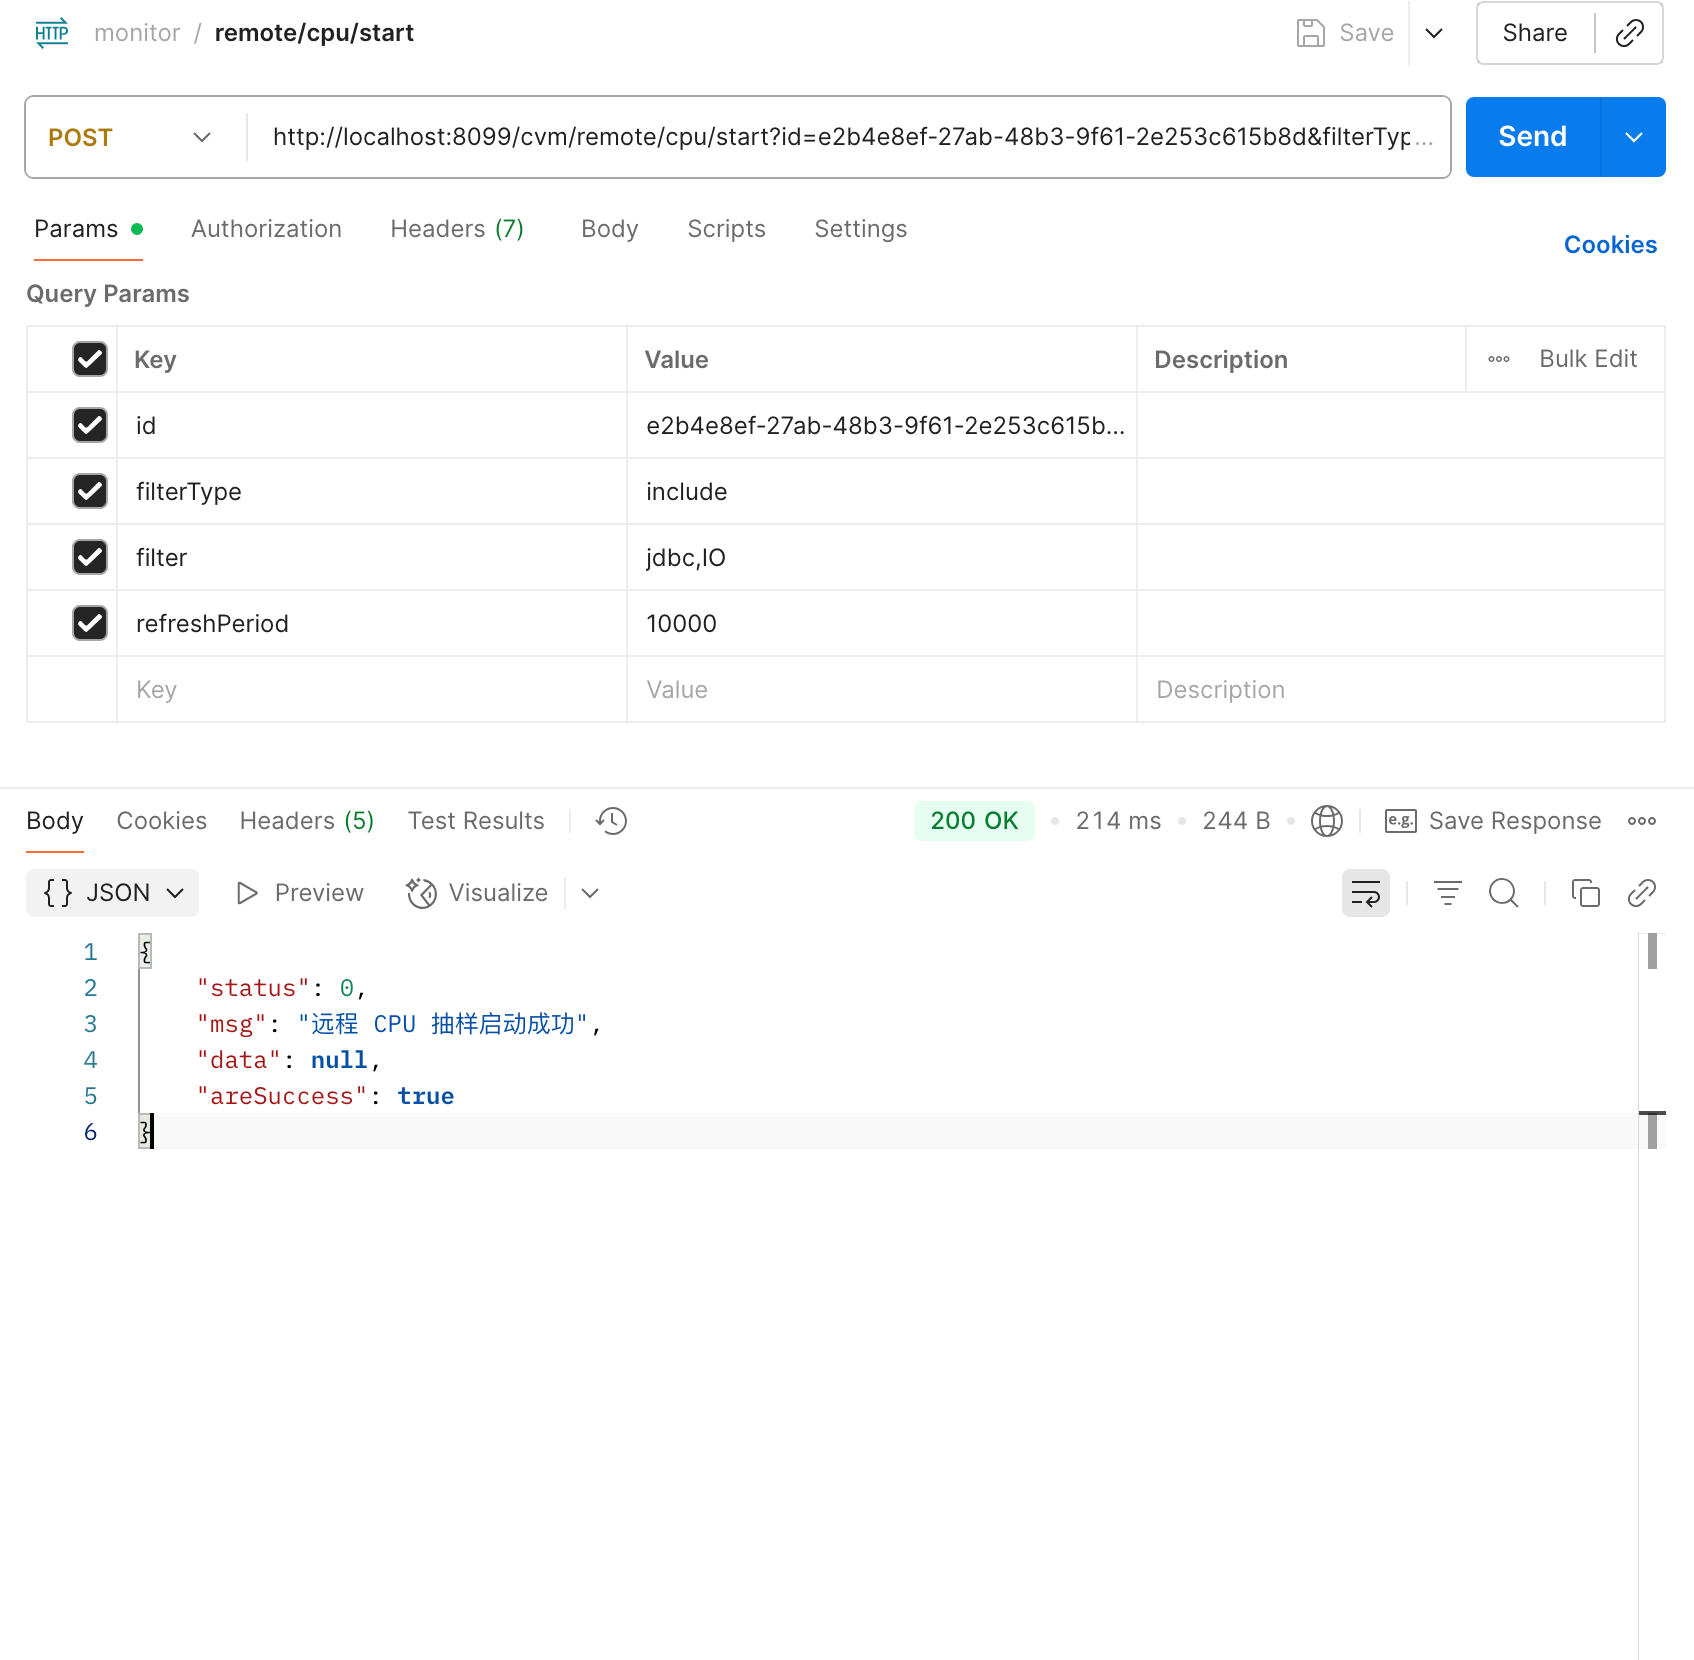 HTTP monitor / remote/cpu/start Save Share
POST http://localhost:8099/cvm/remote/cpu/start?id=e2b4e8ef-27ab-48b3-9f61-2e253c615b8d&filterTyp... Send
Params Authorization Headers (7) Body Scripts Settings Cookies
Query Params
Key Value Description Bulk Edit
id e2b4e8ef-27ab-48b3-9f61-2e253c615b...
filterType include
filter jdbc,IO
refreshPeriod 10000
Key Value Description
Body Cookies Headers (5) Test Results 200 OK 214 ms 244 B e.g. Save Response
{} JSON Preview Visualize
1 {
2 "status": 0,
3 "msg": "远程 CPU 抽样启动成功",
4 "data": null,
5 "areSuccess": true
6 }